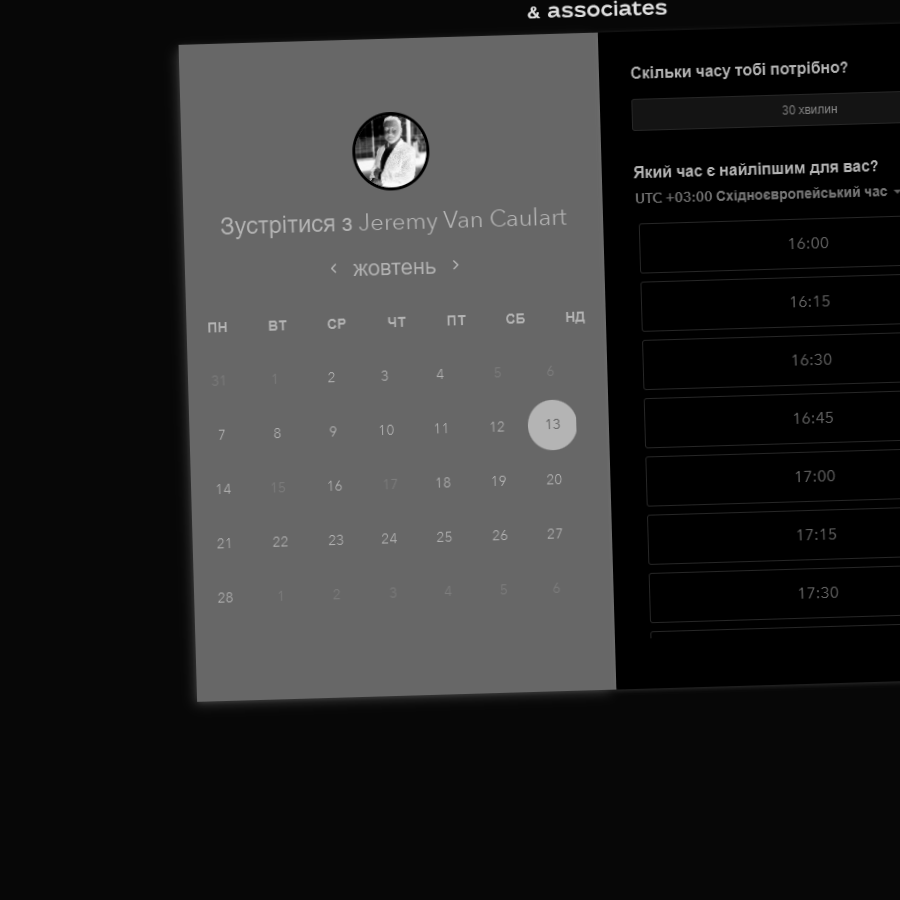 & associates
Зустрітися з Jeremy Van Caulart
жовтень
ПН ВТ СР ЧТ ПТ СБ НД
31 1 2 3 4 5 6
7 8 9 10 11 12 13
14 15 16 17 18 19 20
21 22 23 24 25 26 27
28 1 2 3 4 5 6
Скільки часу тобі потрібно?
30 хвилин
Який час є найліпшим для вас?
UTC +03:00 Східноєвропейський час
16:00
16:15
16:30
16:45
17:00
17:15
17:30